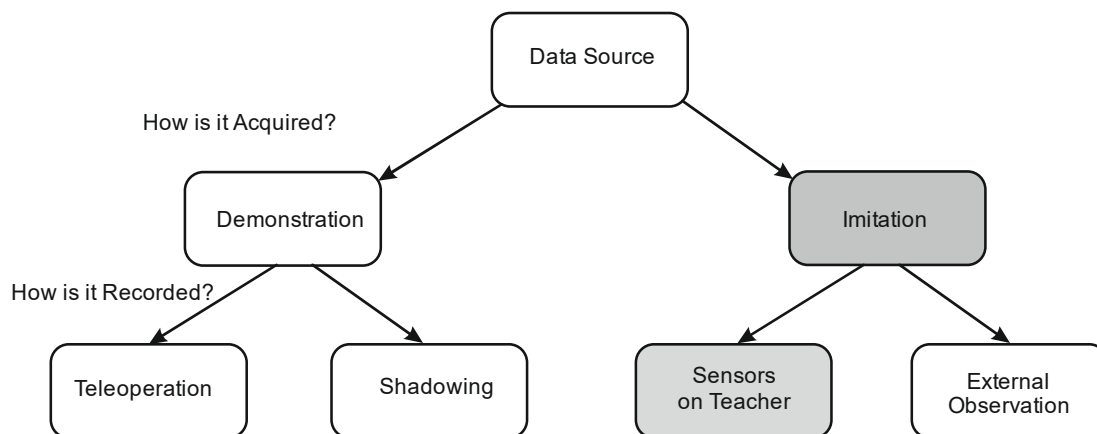 Data Source
How is it Acquired?
Demonstration
Imitation
How is it Recorded?
Teleoperation
Shadowing
Sensors
on Teacher
External
Observation